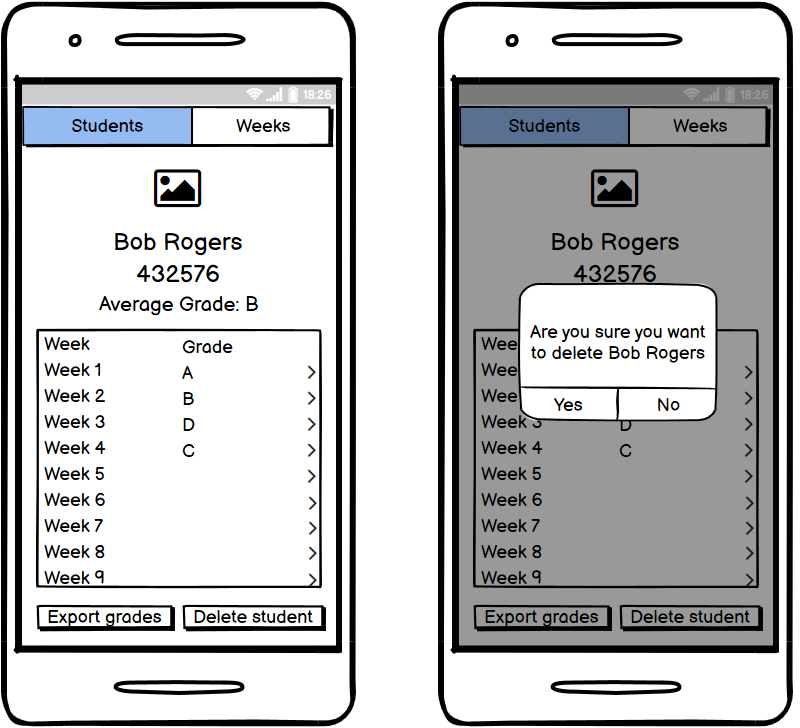 18:26
Students Weeks
Bob Rogers
432576
Average Grade: B
Week Grade
Week 1 A
Week 2 B
Week 3 D
Week 4 C
Week 5
Week 6
Week 7
Week 8
Week 9
Export grades Delete student
18:26
Students Weeks
Bob Rogers
432576
Are you sure you want
to delete Bob Rogers
Yes No
Week 3 D
Week 4 C
Week 5
Week 6
Week 7
Week 8
Week 9
Export grades Delete student